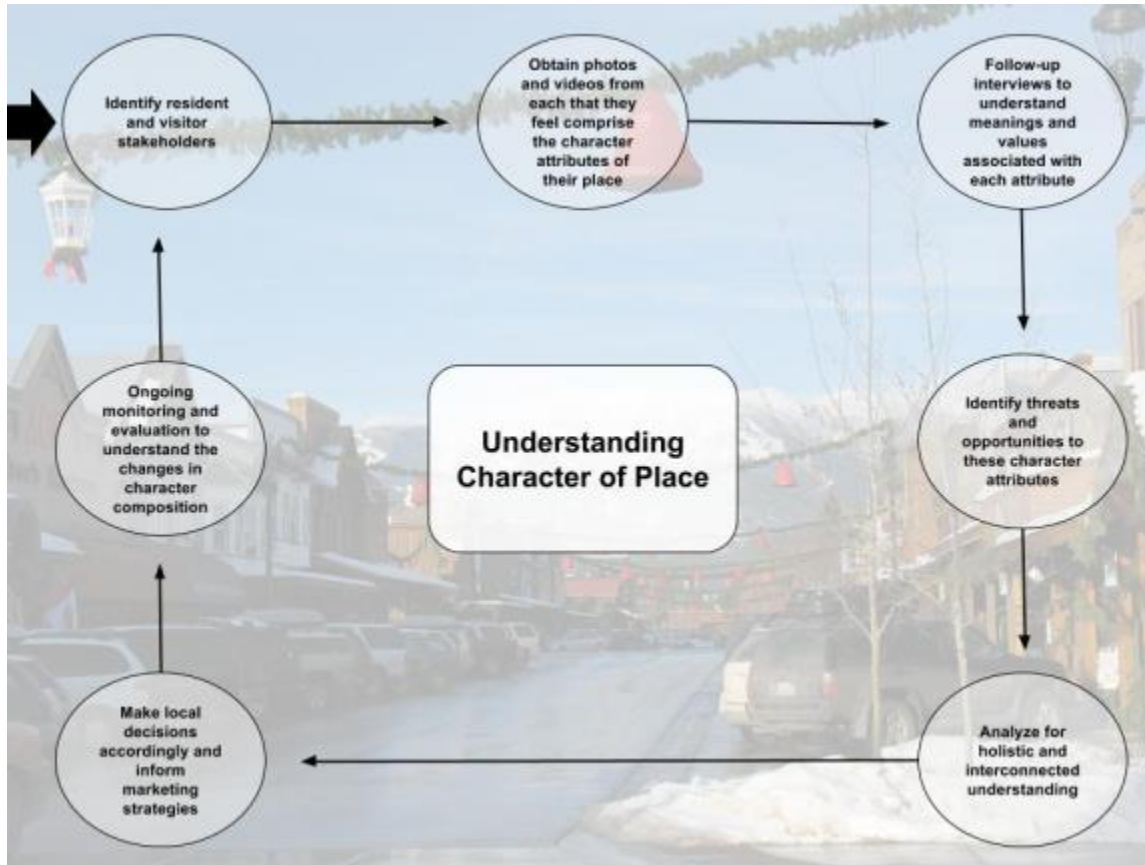 Identify resident
and visitor
stakeholders
Obtain photos
and videos from
each that they
feel comprise
the character
attributes of
their place
Follow-up
interviews to
understand
meanings and
values
associated with
each attribute
Identify threats
and
opportunities to
these character
attributes
Analyze for
holistic and
interconnected
understanding
Make local
decisions
accordingly and
inform
marketing
strategies
Ongoing
monitoring and
evaluation to
understand the
changes in
character
composition
Understanding
Character of Place